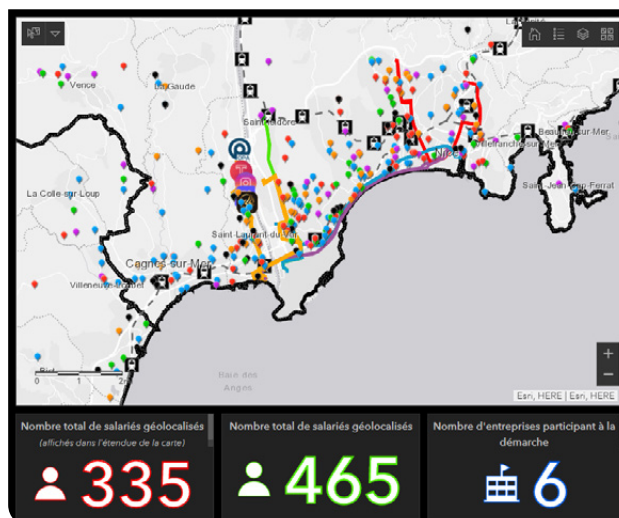 Vence
La Gaude
Saint-Isidore
Beaulieu-sur-Mer
Villefranche-sur-Mer
Nice
La Colle-sur-Loup
Saint-Jean-Cap-Ferrat
Saint-Laurent-du-Var
Cagnes-sur-Mer
Villeneuve-Loubet
Baie des
Anges
0 1
Esri, HERE | Esri, HERE
Nombre total de salariés géolocalisés
(affichés dans l'étendue de la carte)
335
Nombre total de salariés géolocalisés
465
Nombre d'entreprises participant à la
démarche
6